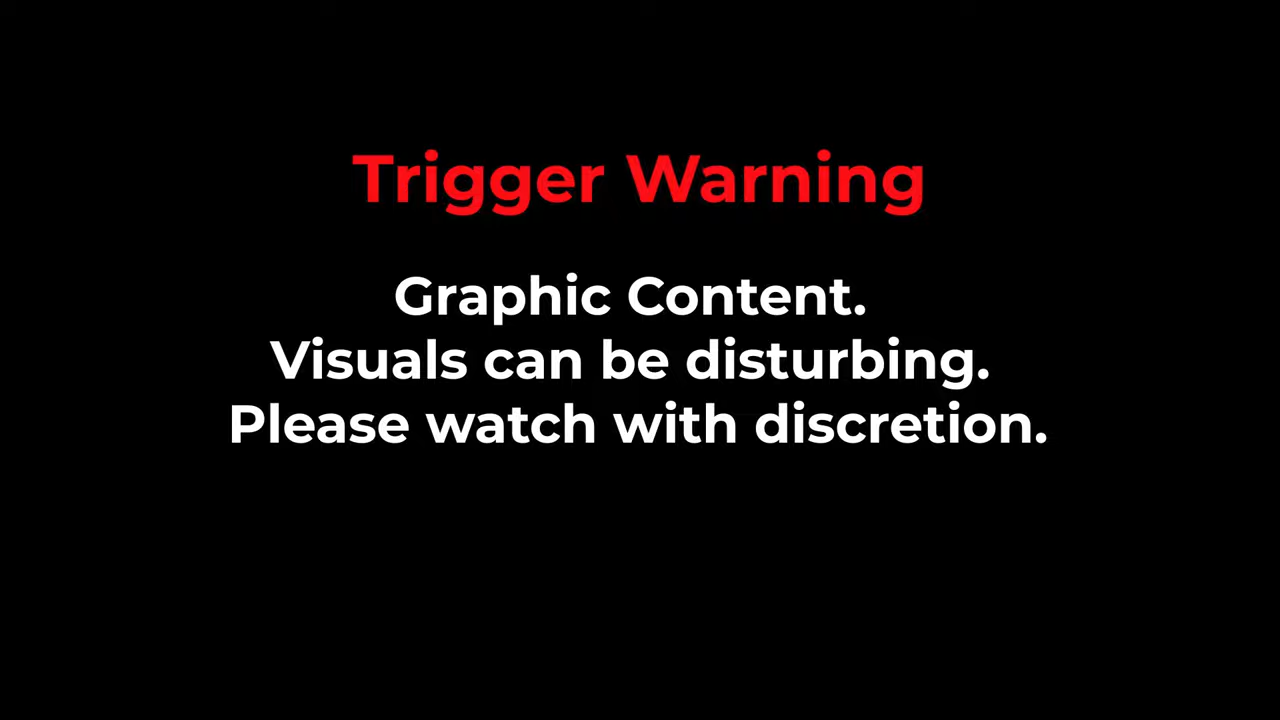 Trigger Warning
Graphic Content.
Visuals can be disturbing.
Please watch with discretion.